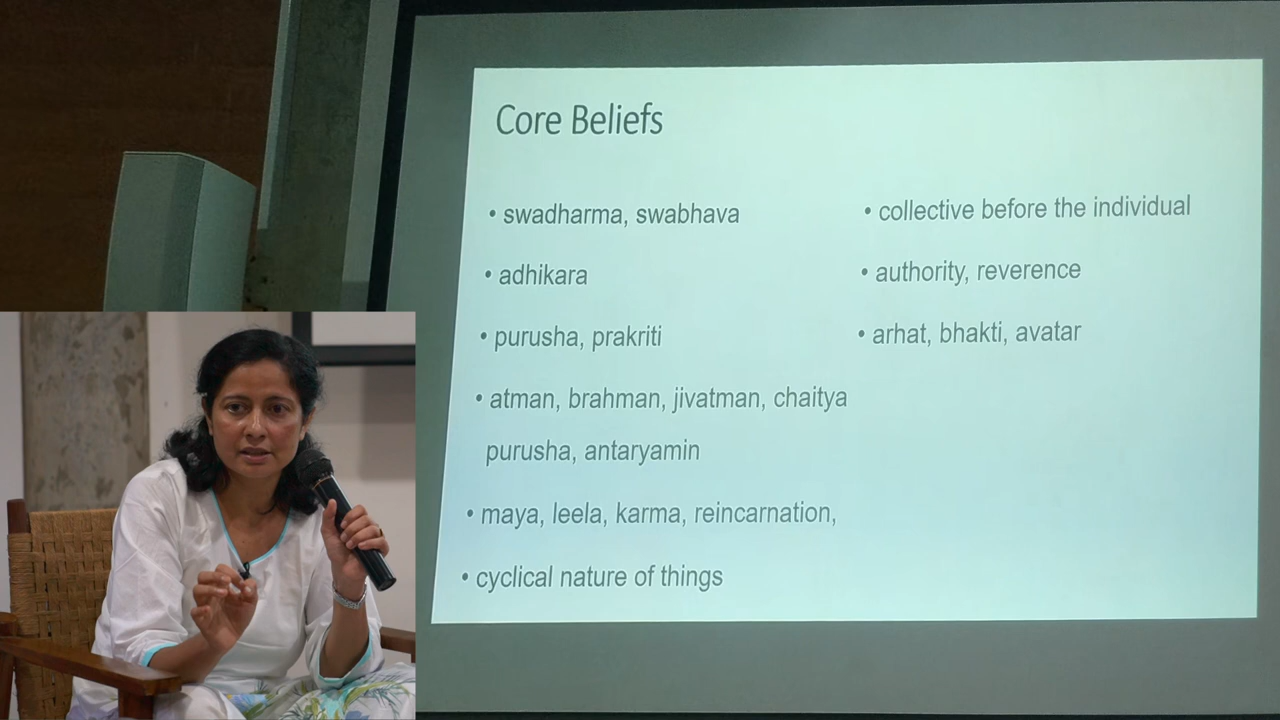 Core Beliefs
• swadharma, swabhava
• adhikara
• purusha, prakriti
• atman, brahman, jivatman, chaitya
purusha, antaryamin
• maya, leela, karma, reincarnation,
• cyclical nature of things
• collective before the individual
• authority, reverence
• arhat, bhakti, avatar